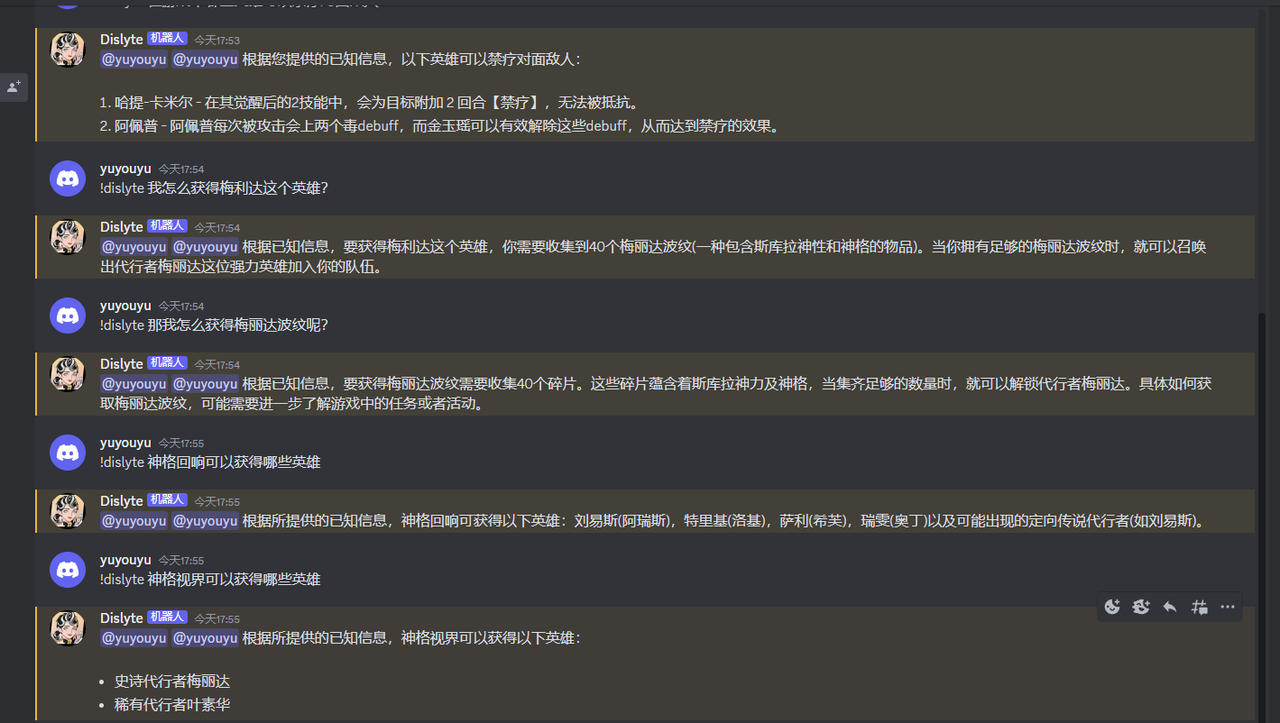 Dislyte 机器人 今天17:53
@yuyouyu @yuyouyu 根据您提供的已知信息，以下英雄可以禁疗对面敌人：
1. 哈提-卡米尔 - 在其觉醒后的2技能中，会为目标附加 2 回合【禁疗】，无法被抵抗。
2. 阿佩普 - 阿佩普每次被攻击会上两个毒debuff，而金玉瑶可以有效解除这些debuff，从而达到禁疗的效果。
yuyouyu 今天17:54
!dislyte 我怎么获得梅利达这个英雄？
Dislyte 机器人 今天17:54
@yuyouyu @yuyouyu 根据已知信息，要获得梅利达这个英雄，你需要收集到40个梅丽达波纹(一种包含斯库拉神性和神格的物品)。当你拥有足够的梅丽达波纹时，就可以召唤
出代行者梅丽达这位强力英雄加入你的队伍。
yuyouyu 今天17:54
!dislyte 那我怎么获得梅丽达波纹呢？
Dislyte 机器人 今天17:54
@yuyouyu @yuyouyu 根据已知信息，要获得梅丽达波纹需要收集40个碎片。这些碎片蕴含着斯库拉神力及神格，当集齐足够的数量时，就可以解锁代行者梅丽达。具体如何获
取梅丽达波纹，可能需要进一步了解游戏中的任务或者活动。
yuyouyu 今天17:55
!dislyte 神格回响可以获得哪些英雄
Dislyte 机器人 今天17:55
@yuyouyu @yuyouyu 根据所提供的已知信息，神格回响可获得以下英雄：刘易斯(阿瑞斯)，特里基(洛基)，萨利(希芙)，瑞雯(奥丁)以及可能出现的定向传说代行者(如刘易斯)。
yuyouyu 今天17:55
!dislyte 神格视界可以获得哪些英雄
Dislyte 机器人 今天17:55
@yuyouyu @yuyouyu 根据所提供的已知信息，神格视界可以获得以下英雄：
• 史诗代行者梅丽达
• 稀有代行者叶素华